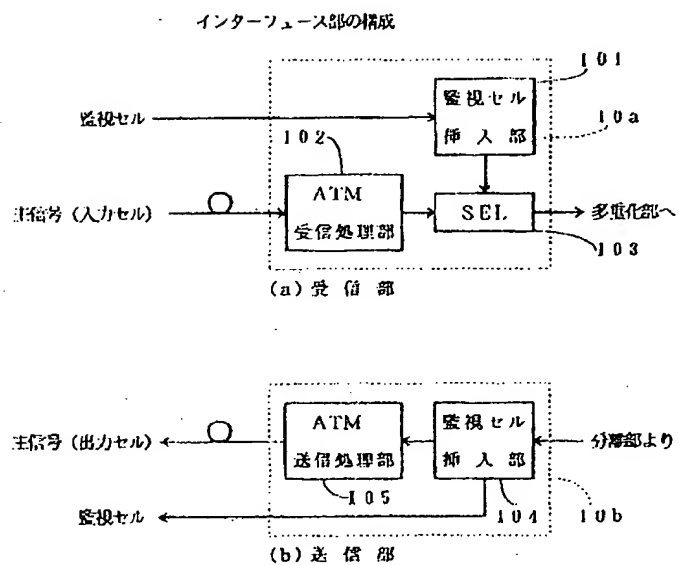 インターフェース部の構成
101
監視セル
挿入部
監視セル
10a
102
ATM
受信処理部
主信号（入力セル）
SEL
多重化部へ
103
(a) 受信部
ATM
送信処理部
監視セル
挿入部
主信号（出力セル）
分離部より
105
104
10b
監視セル
(b) 送信部